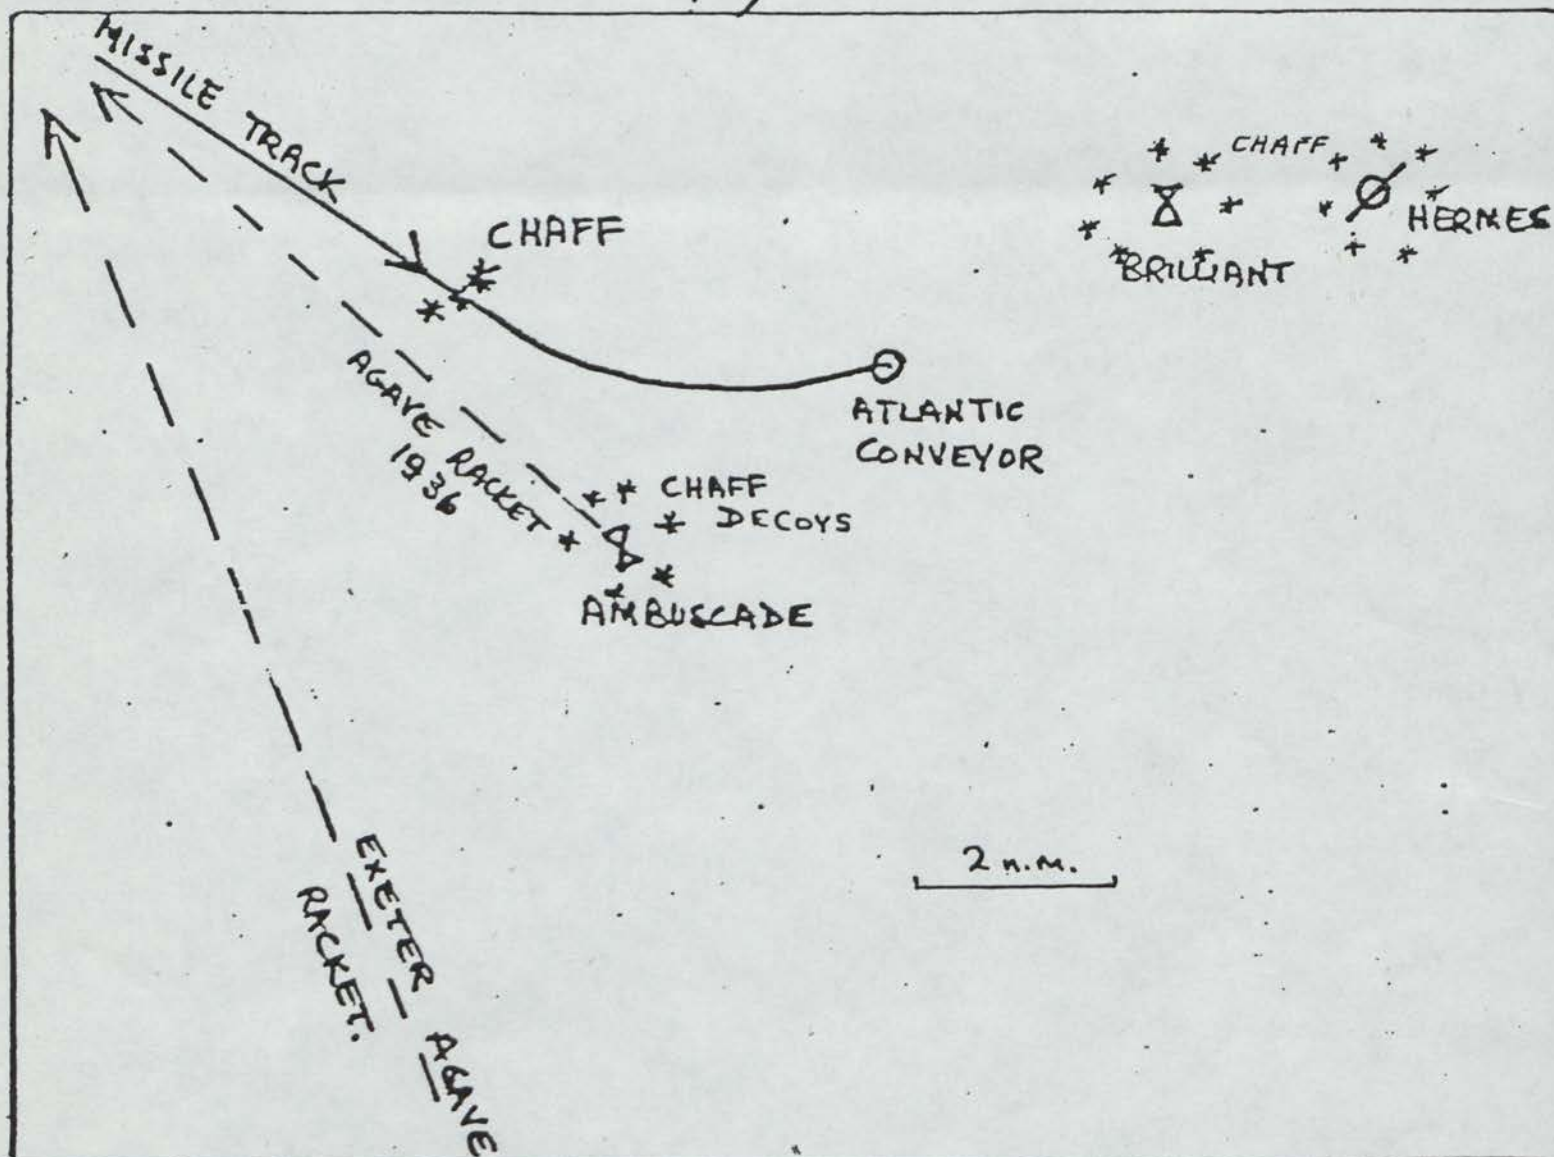 MISSILE TRACK
CHAFF
HERMES
BRILLIANT
CHAFF
ATLANTIC
CONVEYOR
AGAVE RACKET
1936
CHAFF
DECOYS
AMBUSCADE
2 n.m.
EXETER AGAVE
RACKET.